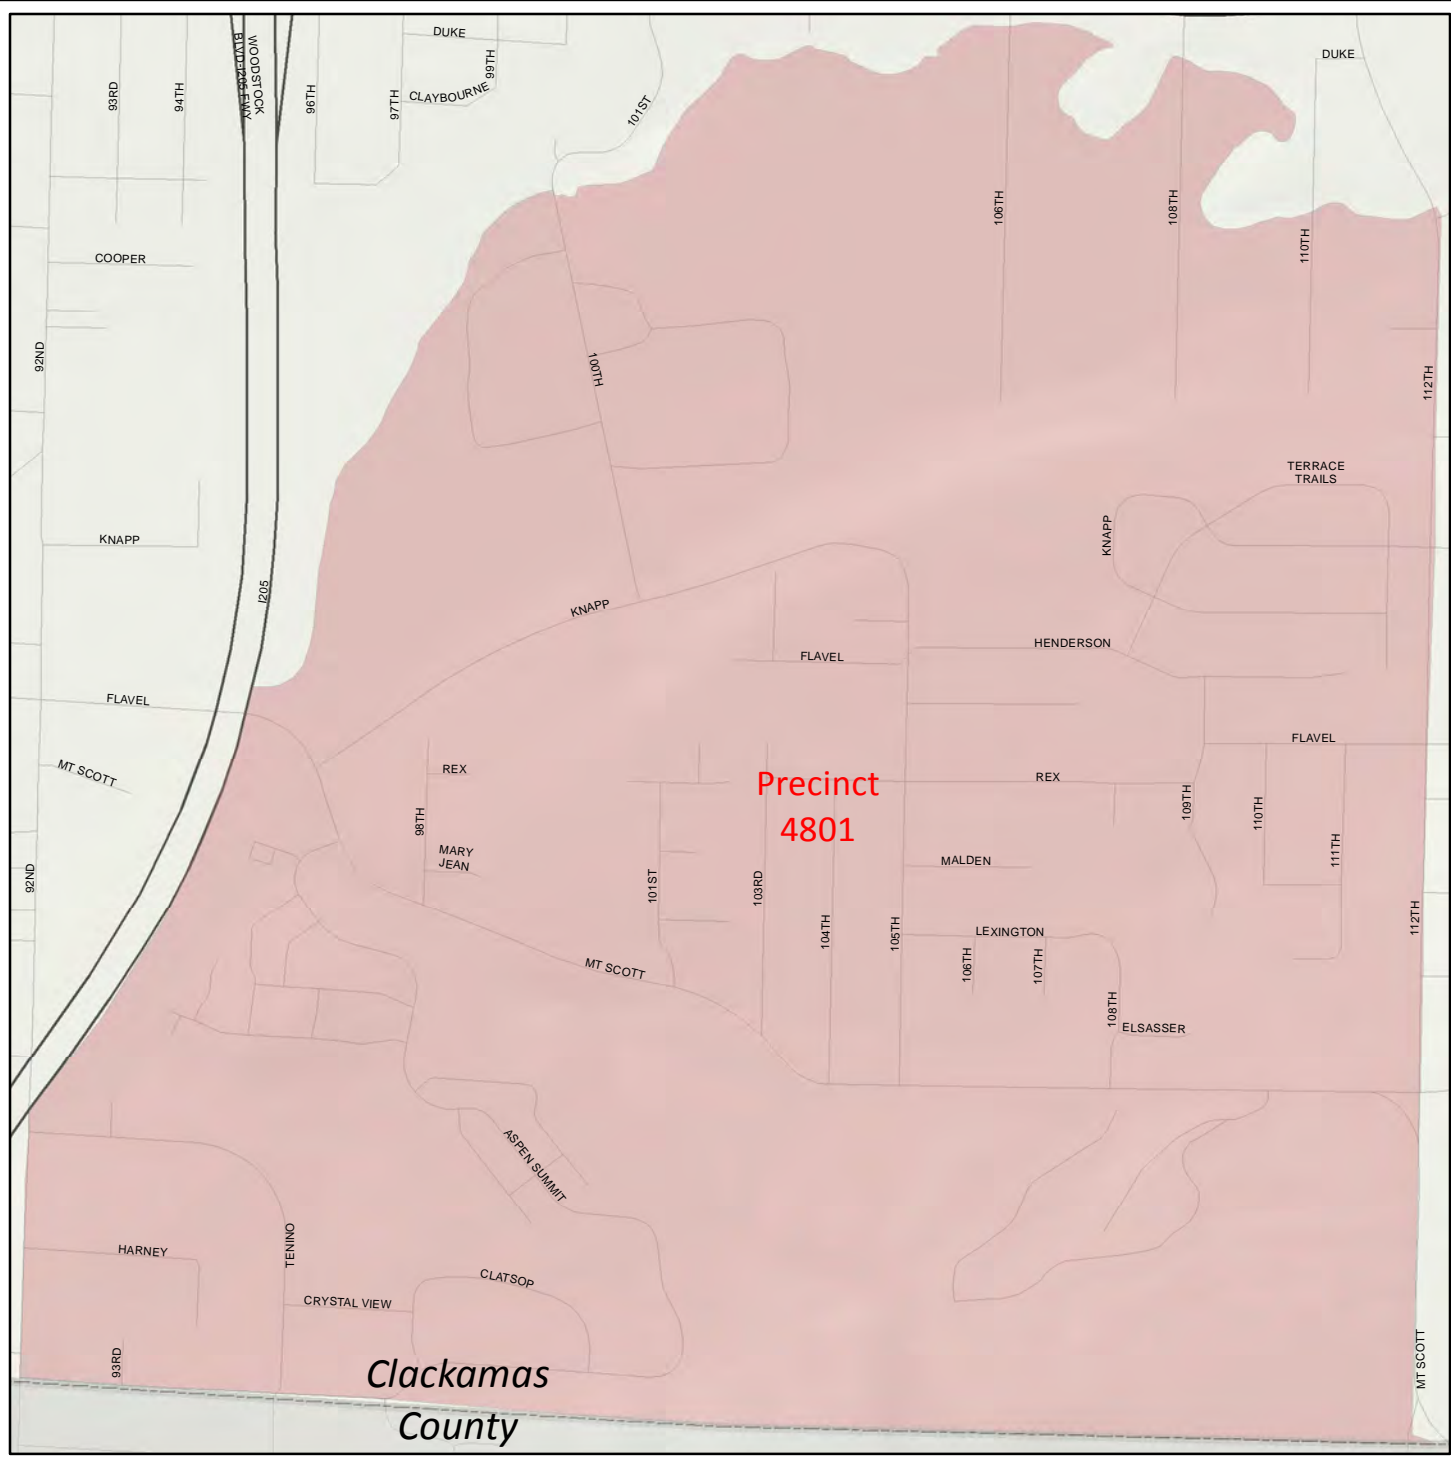 DUKE
WOODSTOCK
BLVD-I205 FWY
99TH
DUKE
93RD
94TH
96TH
97TH
CLAYBOURNE
101ST
106TH
108TH
110TH
COOPER
92ND
100TH
112TH
TERRACE
TRAILS
KNAPP
KNAPP
I205
KNAPP
HENDERSON
FLAVEL
FLAVEL
FLAVEL
MT SCOTT
REX
Precinct
4801
REX
98TH
109TH
110TH
MARY
JEAN
111TH
MALDEN
92ND
101ST
103RD
104TH
105TH
LEXINGTON
112TH
MT SCOTT
106TH
107TH
108TH
ELSASSER
ASPEN SUMMIT
HARNEY
TENINO
CLATSOP
CRYSTAL VIEW
93RD
MT SCOTT
Clackamas
County